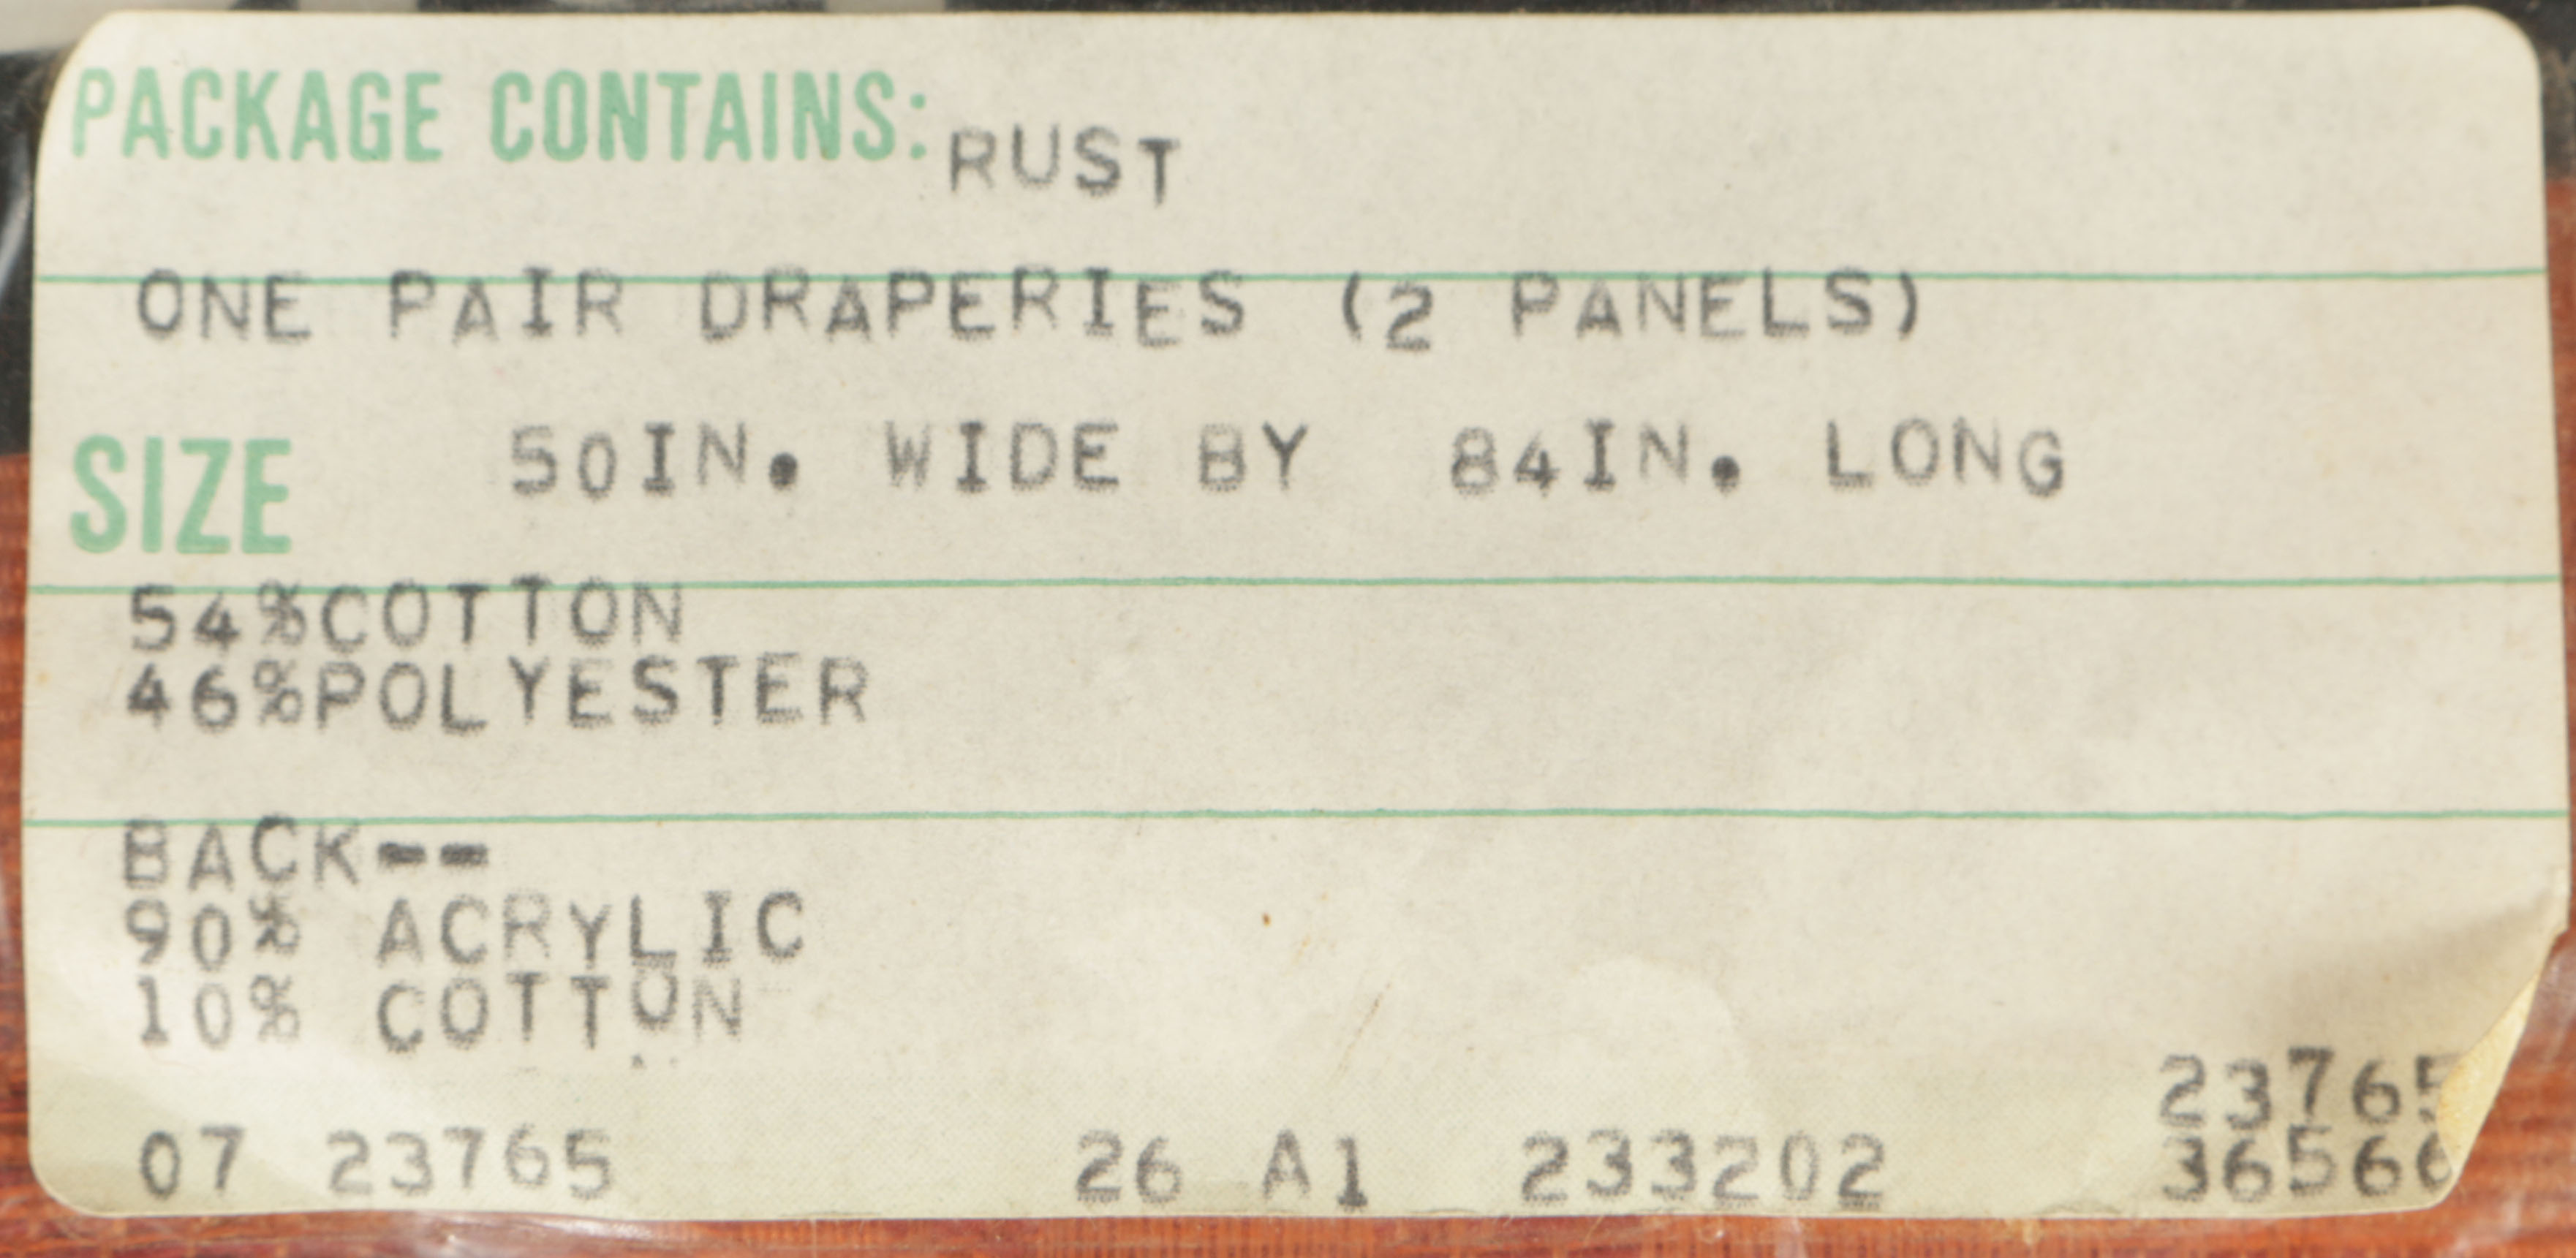 PACKAGE CONTAINS: RUST
ONE PAIR DRAPERIES (2 PANELS)
SIZE 50IN. WIDE BY 84IN. LONG
54%COTTON
46%POLYESTER
BACK--
90% ACRYLIC
10% COTTON
23765
07 23765 26 A1 233202